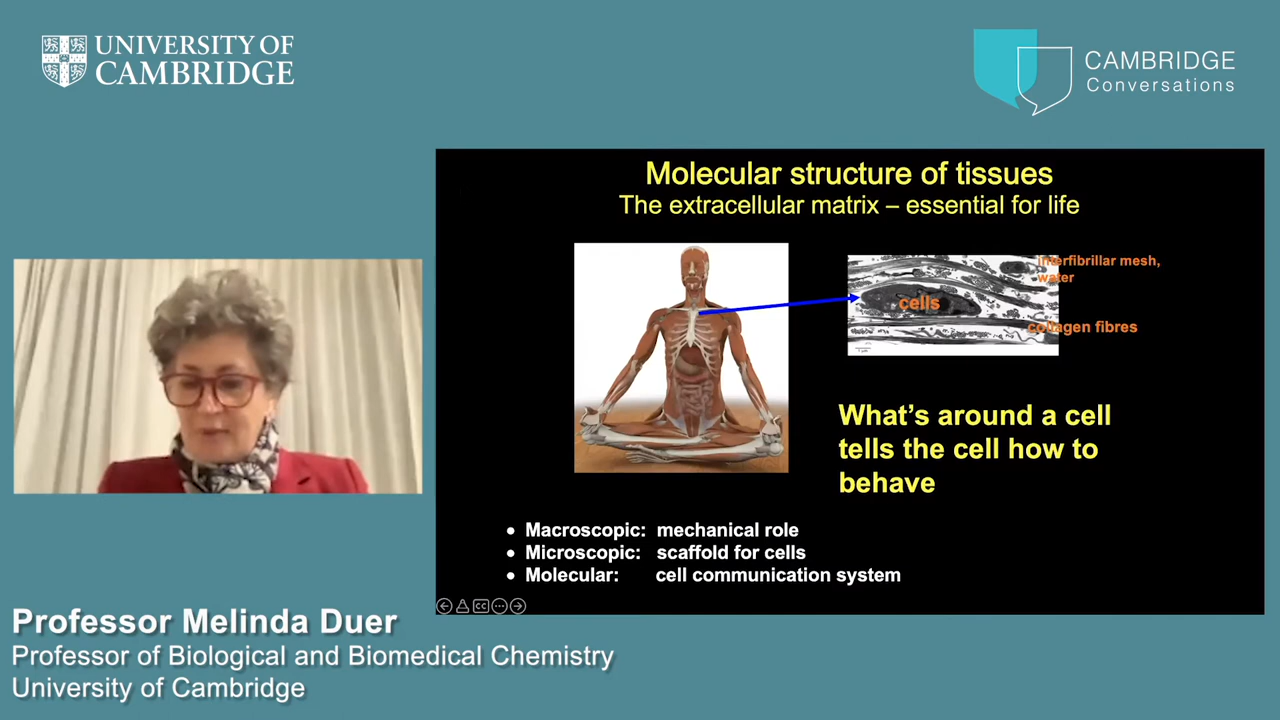 UNIVERSITY OF
CAMBRIDGE
CAMBRIDGE
Conversations
Molecular structure of tissues
The extracellular matrix – essential for life
interfibrillar mesh,
water
cells
collagen fibres
What's around a cell
tells the cell how to
behave
• Macroscopic: mechanical role
• Microscopic: scaffold for cells
• Molecular: cell communication system
Professor Melinda Duer
Professor of Biological and Biomedical Chemistry
University of Cambridge